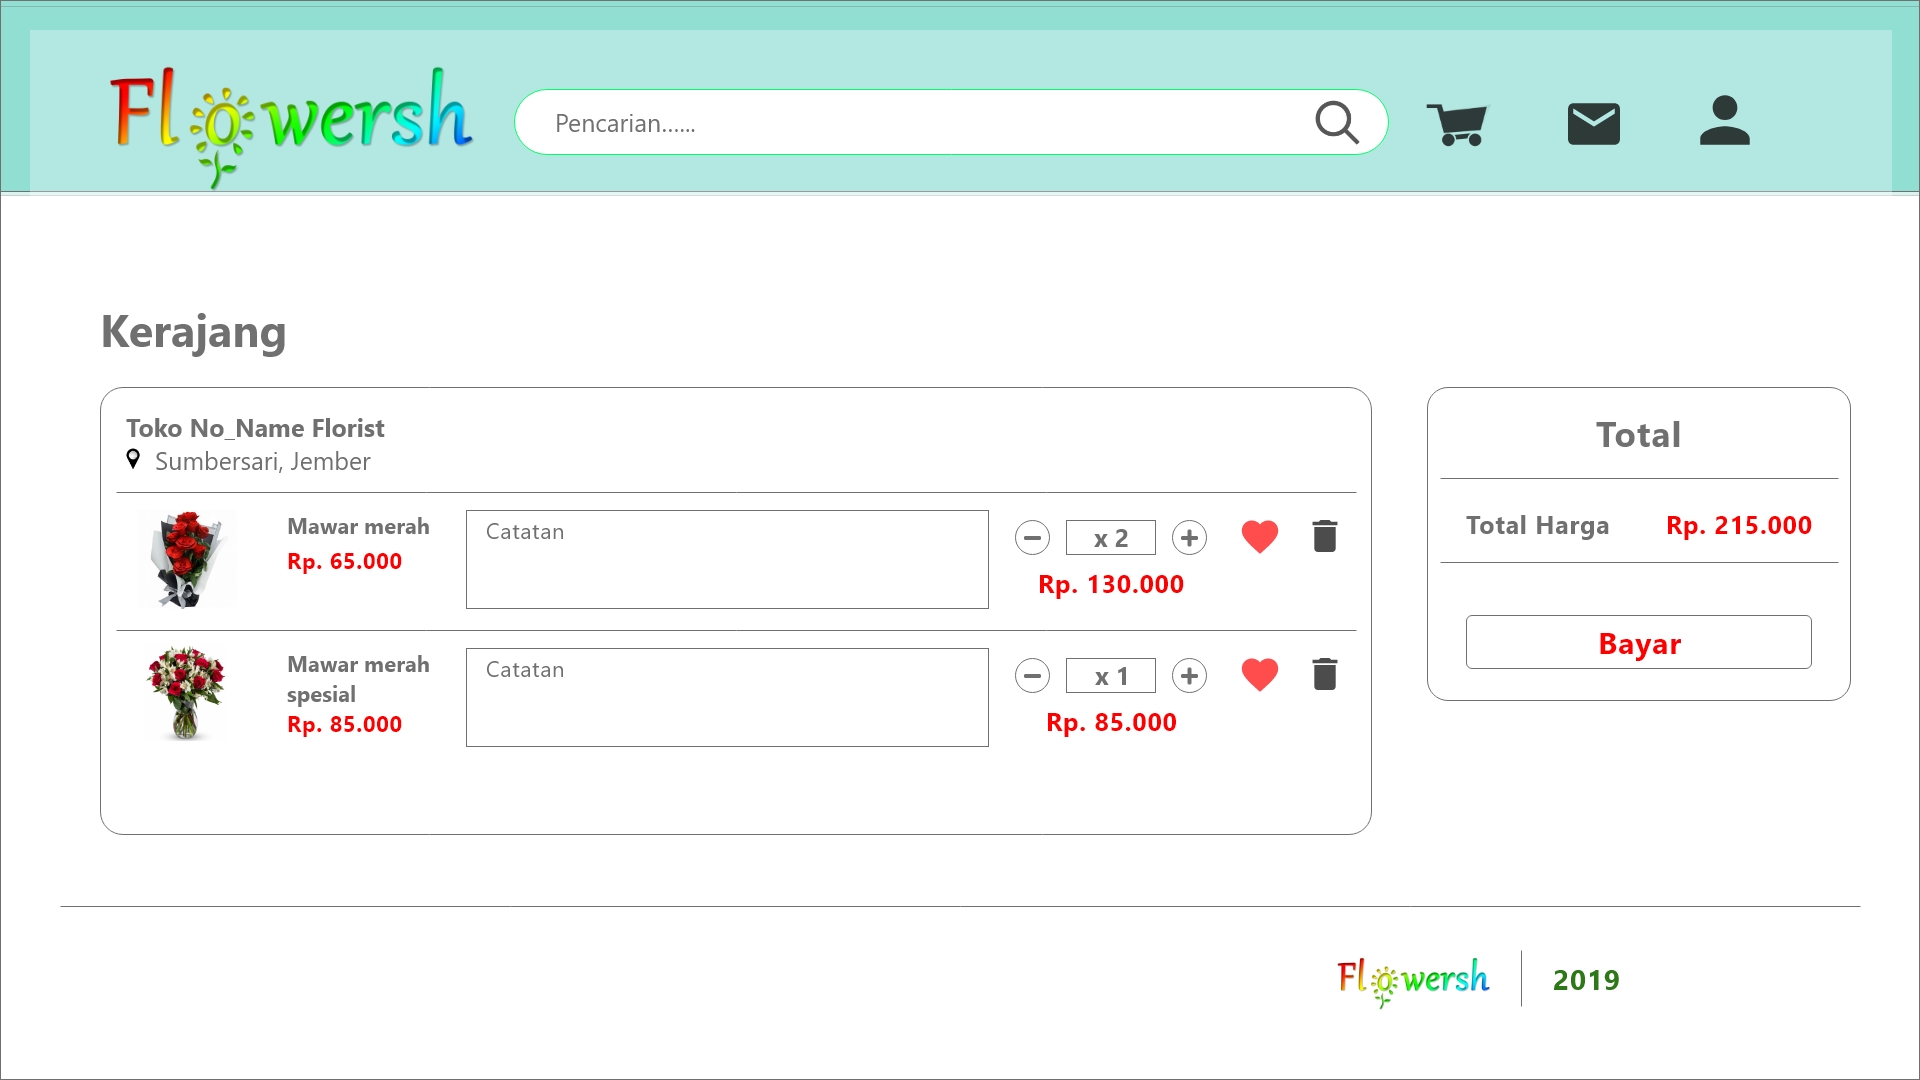 Flowersh
Pencarian......
Kerajang
Toko No_Name Florist
Sumbersari, Jember
Mawar merah
Rp. 65.000
Catatan
x 2
Rp. 130.000
Mawar merah
spesial
Rp. 85.000
Catatan
x 1
Rp. 85.000
Total
Total Harga Rp. 215.000
Bayar
Flowersh 2019